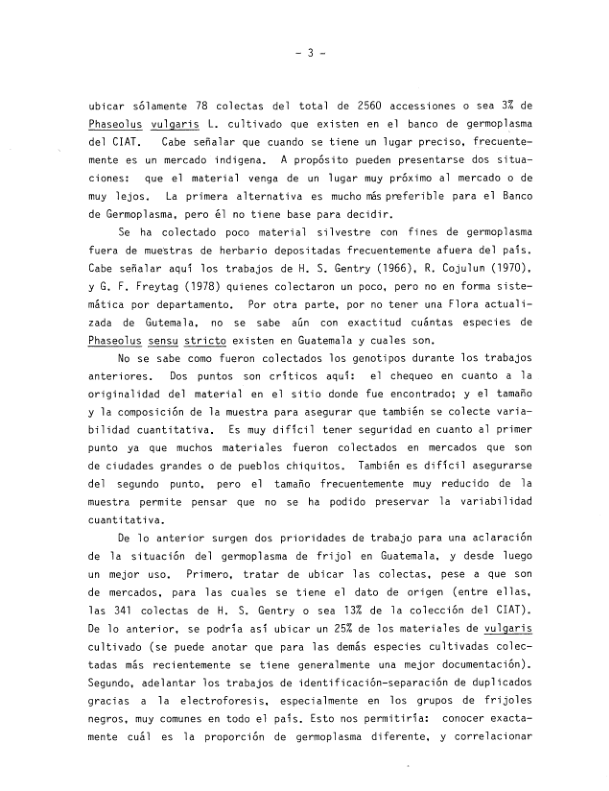 - 3 -
ubicar sólamente 78 colectas del total de 2560 accessiones o sea 3% de
Phaseolus vulgaris L. cultivado que existen en el banco de germoplasma
del CIAT. Cabe señalar que cuando se tiene un lugar preciso, frecuente-
mente es un mercado indigena. A propósito pueden presentarse dos situa-
ciones: que el material venga de un lugar muy próximo al mercado o de
muy lejos. La primera alternativa es mucho más preferible para el Banco
de Germoplasma, pero él no tiene base para decidir.
Se ha colectado poco material silvestre con fines de germoplasma
fuera de muestras de herbario depositadas frecuentemente afuera del país.
Cabe señalar aquí los trabajos de H. S. Gentry (1966), R. Cojulun (1970),
y G. F. Freytag (1978) quienes colectaron un poco, pero no en forma siste-
mática por departamento. Por otra parte, por no tener una Flora actuali-
zada de Gutemala, no se sabe aún con exactitud cuántas especies de
Phaseolus sensu stricto existen en Guatemala y cuales son.
No se sabe como fueron colectados los genotipos durante los trabajos
anteriores. Dos puntos son críticos aquí: el chequeo en cuanto a la
originalidad del material en el sitio donde fue encontrado; y el tamaño
y la composición de la muestra para asegurar que también se colecte varia-
bilidad cuantitativa. Es muy difícil tener seguridad en cuanto al primer
punto ya que muchos materiales fueron colectados en mercados que son
de ciudades grandes o de pueblos chiquitos. También es difícil asegurarse
del segundo punto, pero el tamaño frecuentemente muy reducido de la
muestra permite pensar que no se ha podido preservar la variabilidad
cuantitativa.
De lo anterior surgen dos prioridades de trabajo para una aclaración
de la situación del germoplasma de frijol en Guatemala, y desde luego
un mejor uso. Primero, tratar de ubicar las colectas, pese a que son
de mercados, para las cuales se tiene el dato de origen (entre ellas,
las 341 colectas de H. S. Gentry o sea 13% de la colección del CIAT).
De lo anterior, se podría así ubicar un 25% de los materiales de vulgaris
cultivado (se puede anotar que para las demás especies cultivadas colec-
tadas más recientemente se tiene generalmente una mejor documentación).
Segundo, adelantar los trabajos de identificación-separación de duplicados
gracias a la electroforesis, especialmente en los grupos de frijoles
negros, muy comunes en todo el país. Esto nos permitiría: conocer exacta-
mente cuál es la proporción de germoplasma diferente, y correlacionar